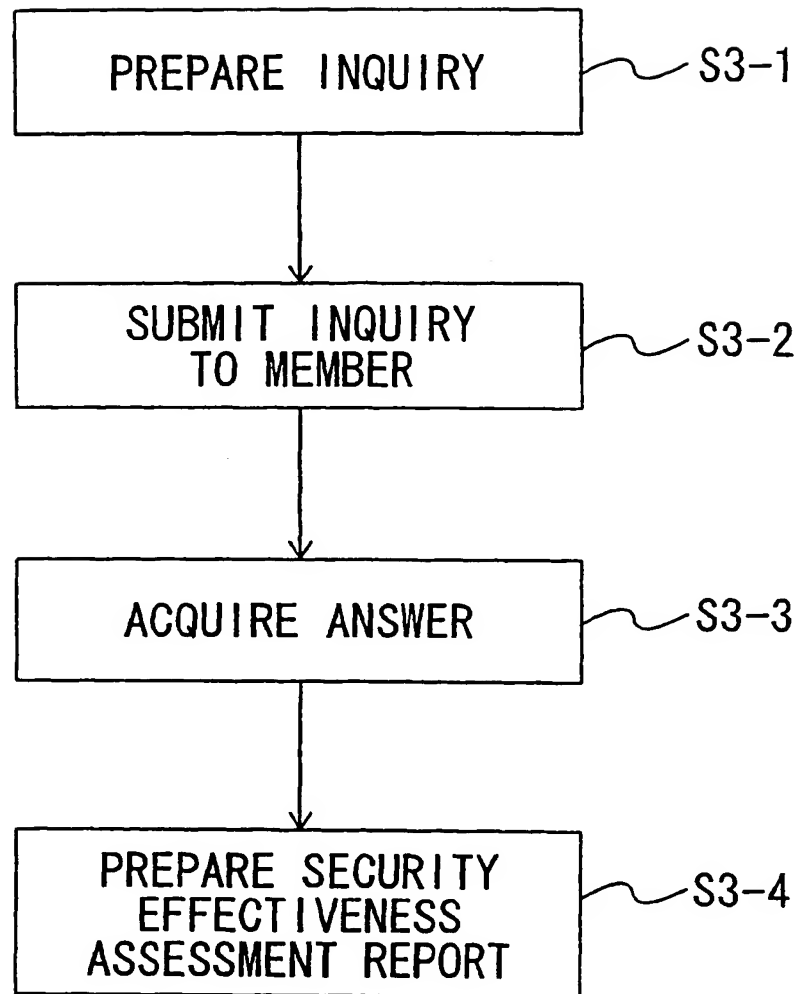 PREPARE INQUIRY
S3-1
SUBMIT INQUIRY
TO MEMBER
S3-2
ACQUIRE ANSWER
S3-3
PREPARE SECURITY
EFFECTIVENESS
ASSESSMENT REPORT
S3-4